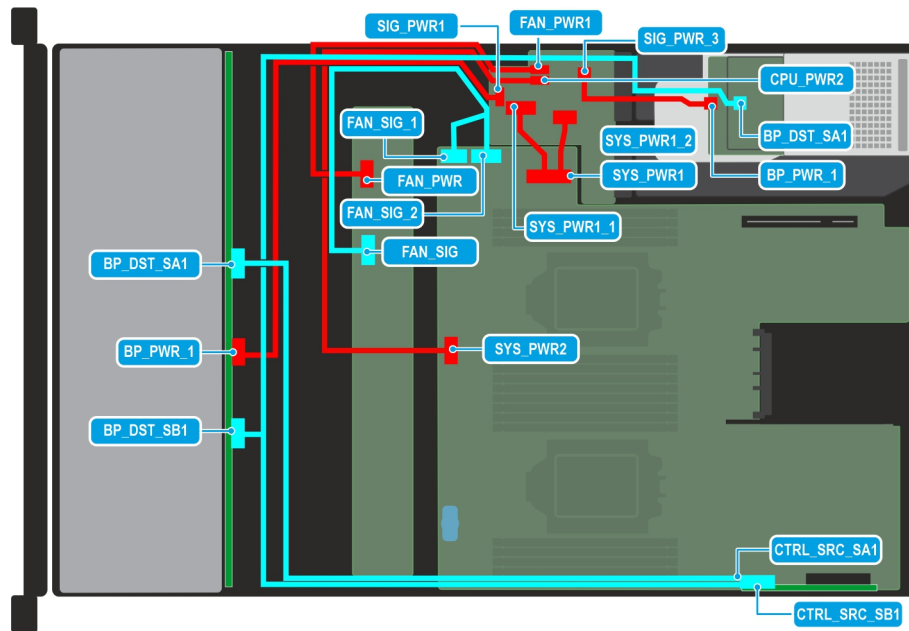 SIG_PWR1
FAN_PWR1
SIG_PWR_3
CPU_PWR2
FAN_SIG_1
SYS_PWR1_2
BP_DST_SA1
FAN_PWR
SYS_PWR1
BP_PWR_1
FAN_SIG_2
SYS_PWR1_1
FAN_SIG
BP_DST_SA1
BP_PWR_1
SYS_PWR2
BP_DST_SB1
CTRL_SRC_SA1
CTRL_SRC_SB1